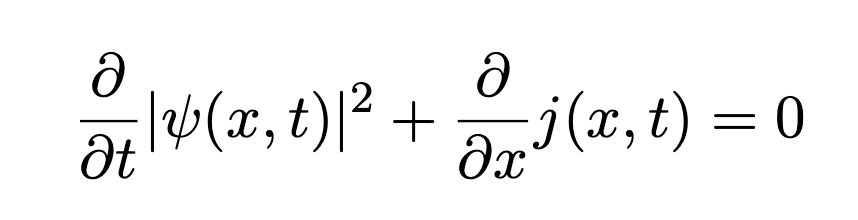 ∂/∂t |ψ(x, t)|² + ∂/∂x j(x, t) = 0